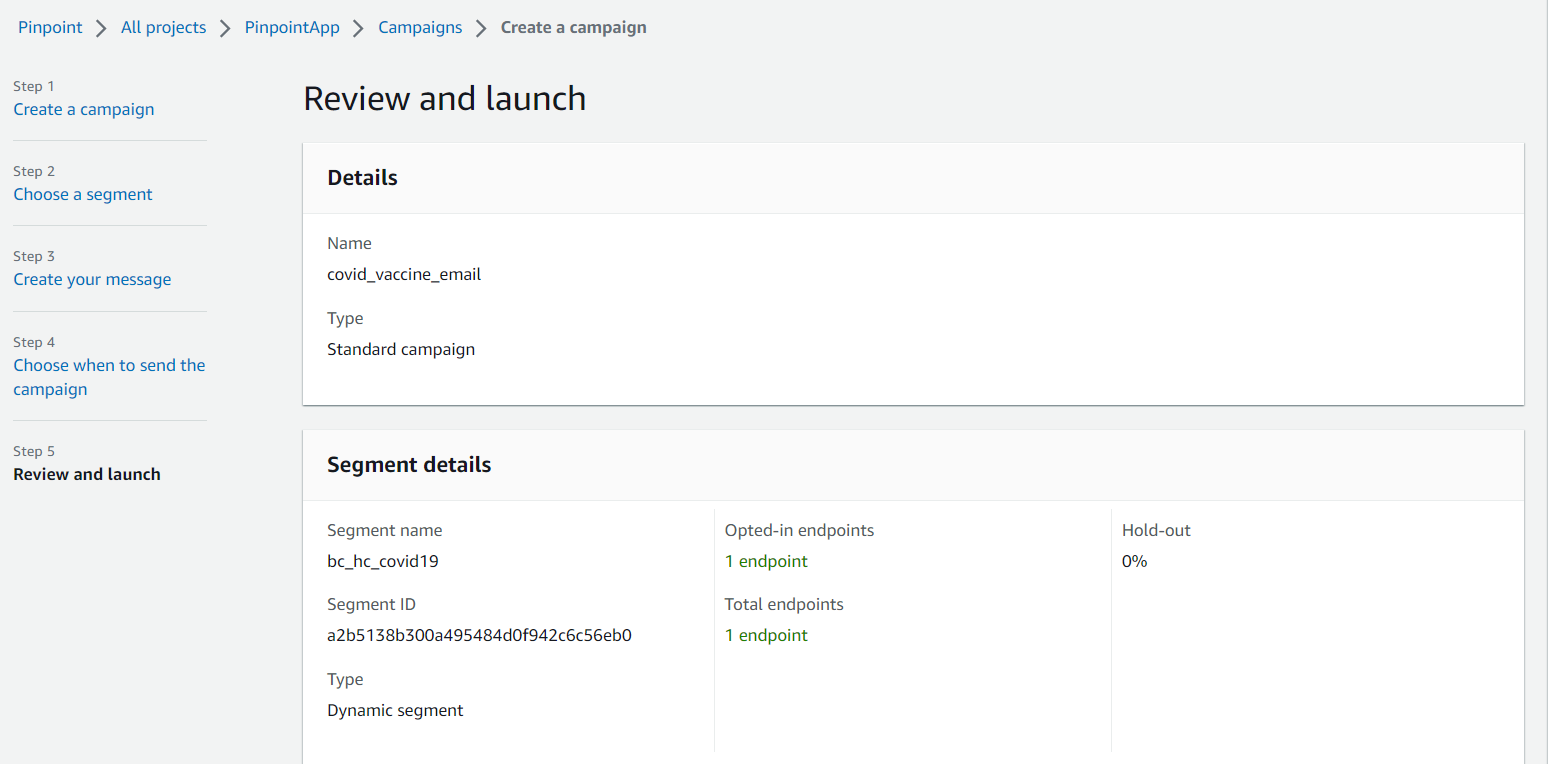 Pinpoint > All projects > PinpointApp > Campaigns > Create a campaign
Step 1
Create a campaign
Step 2
Choose a segment
Step 3
Create your message
Step 4
Choose when to send the
campaign
Step 5
Review and launch
Review and launch
Details
Name
covid_vaccine_email
Type
Standard campaign
Segment details
Segment name
bc_hc_covid19
Segment ID
a2b5138b300a495484d0f942c6c56eb0
Type
Dynamic segment
Opted-in endpoints
1 endpoint
Total endpoints
1 endpoint
Hold-out
0%